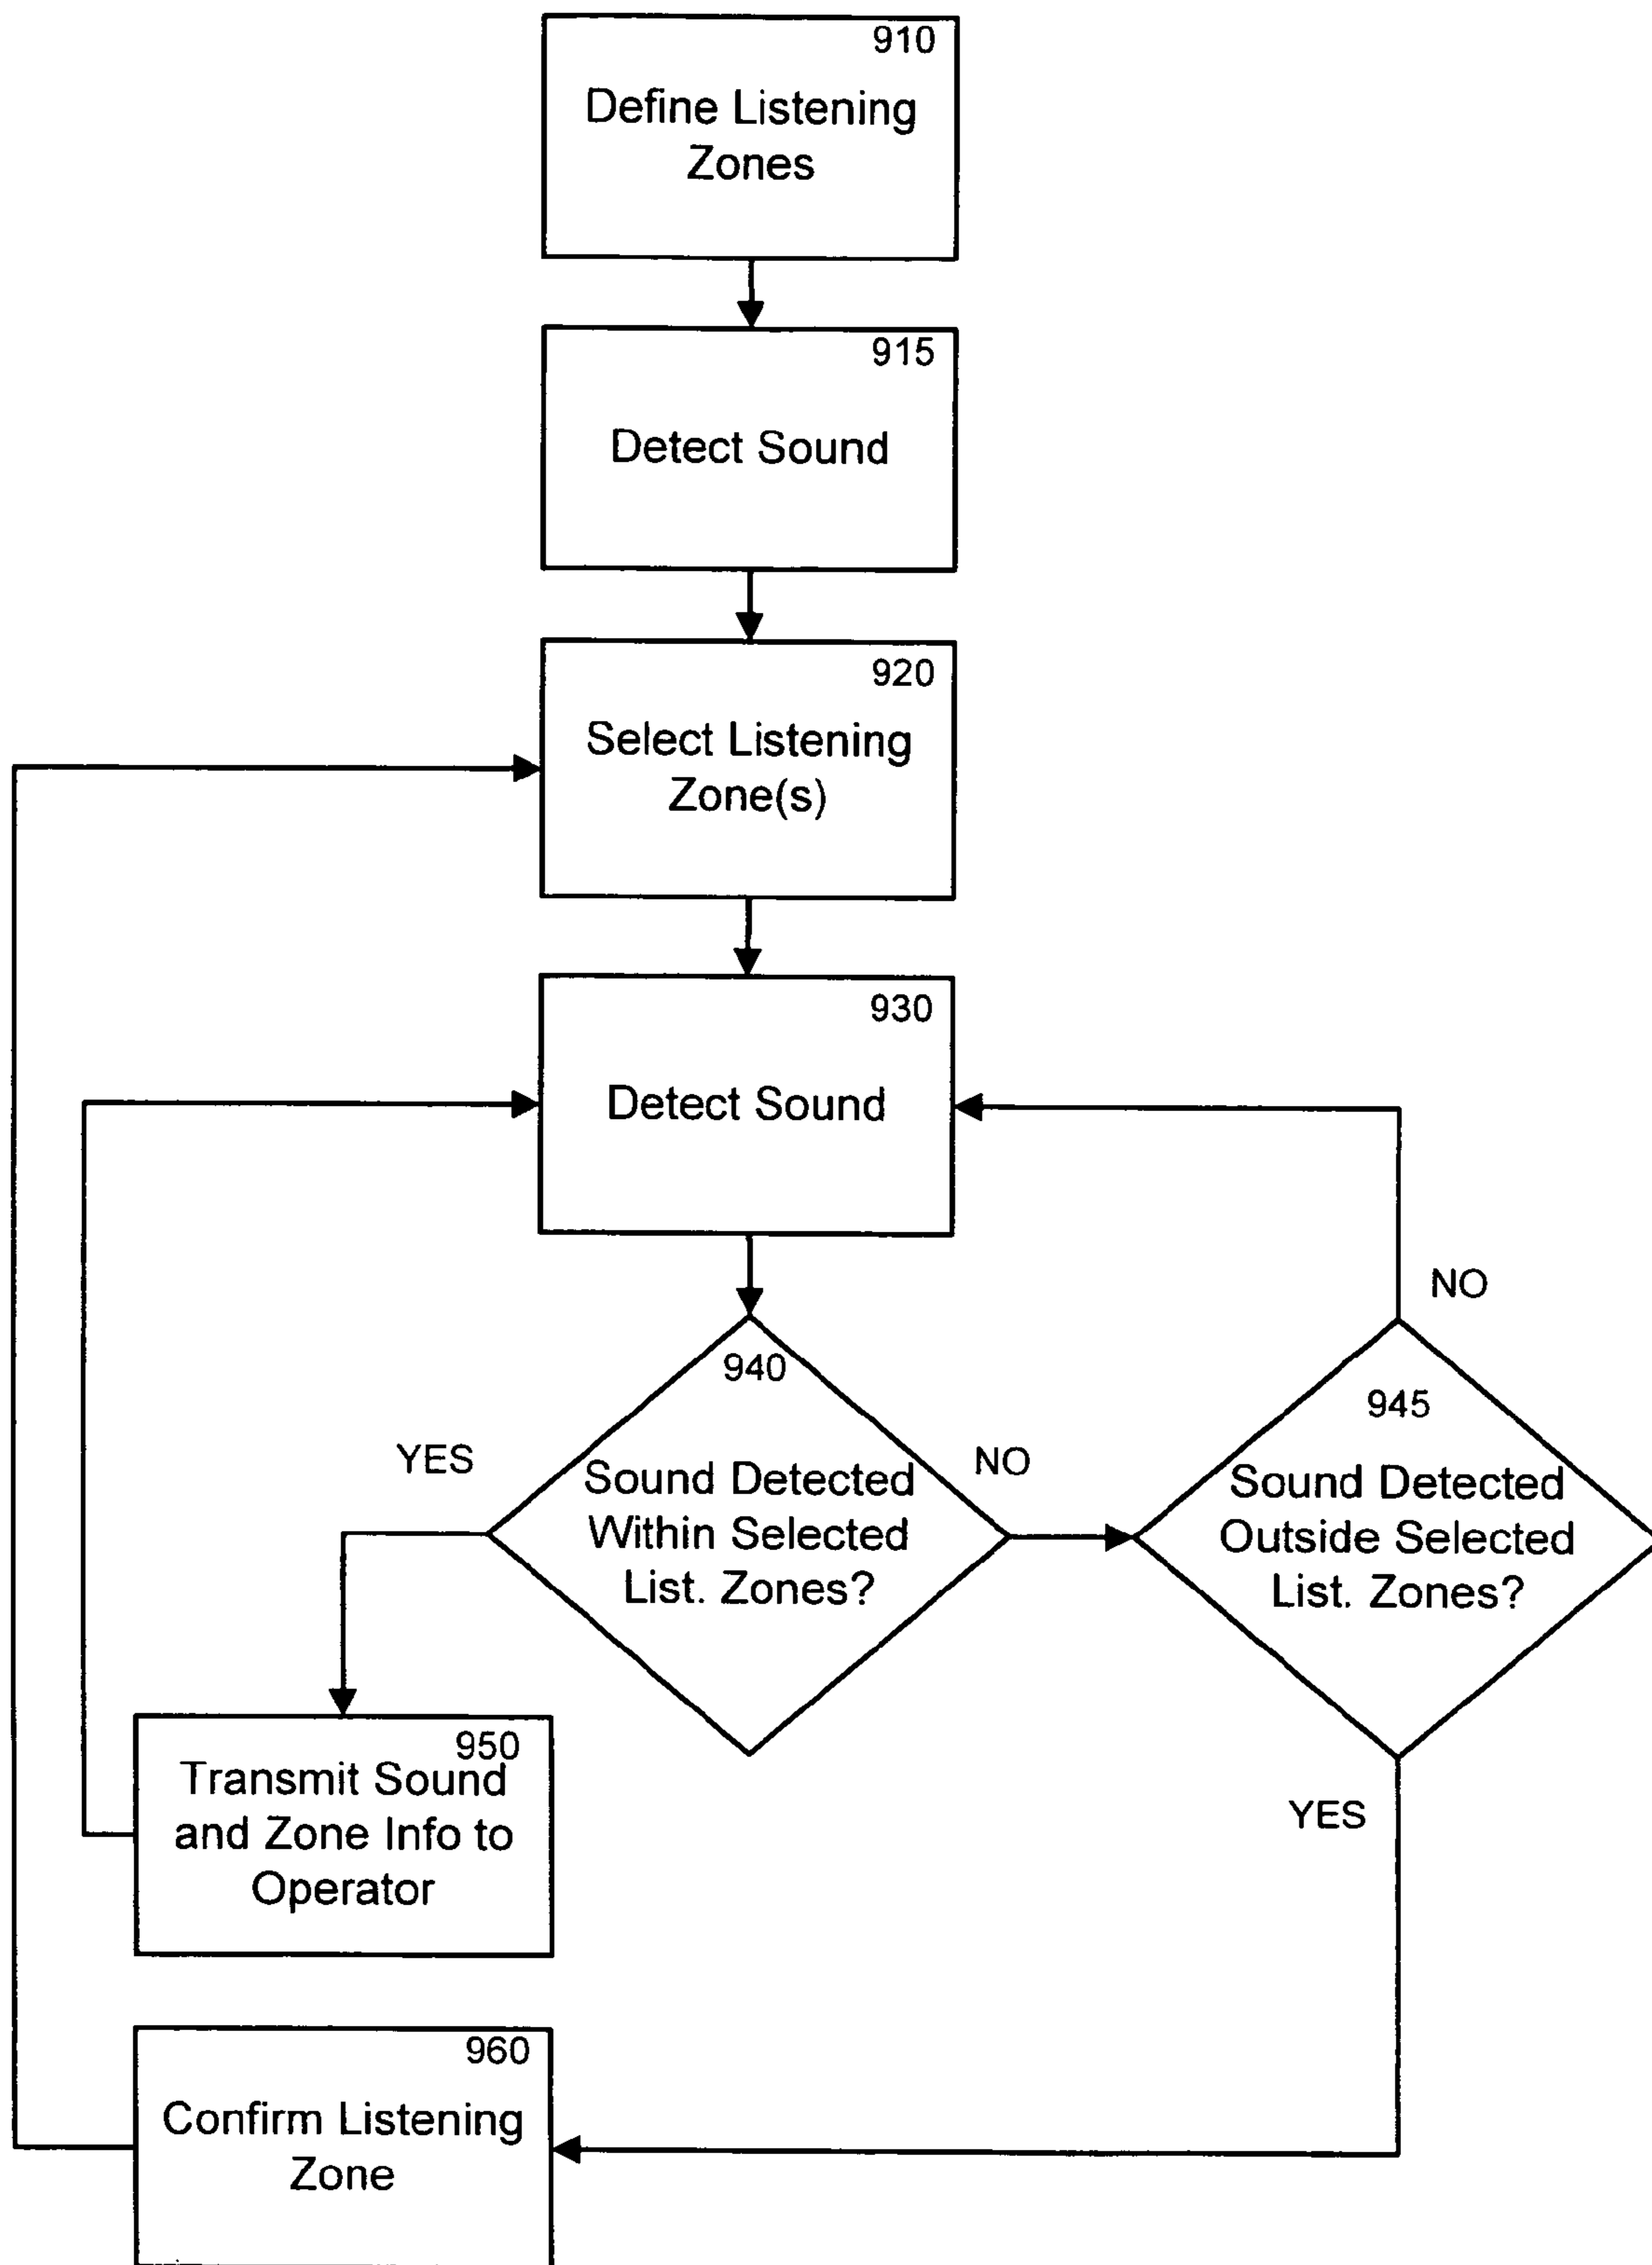 910
Define Listening
Zones
915
Detect Sound
920
Select Listening
Zone(s)
930
Detect Sound
940
Sound Detected
Within Selected
List. Zones?
YES
NO
945
Sound Detected
Outside Selected
List. Zones?
NO
YES
950
Transmit Sound
and Zone Info to
Operator
960
Confirm Listening
Zone